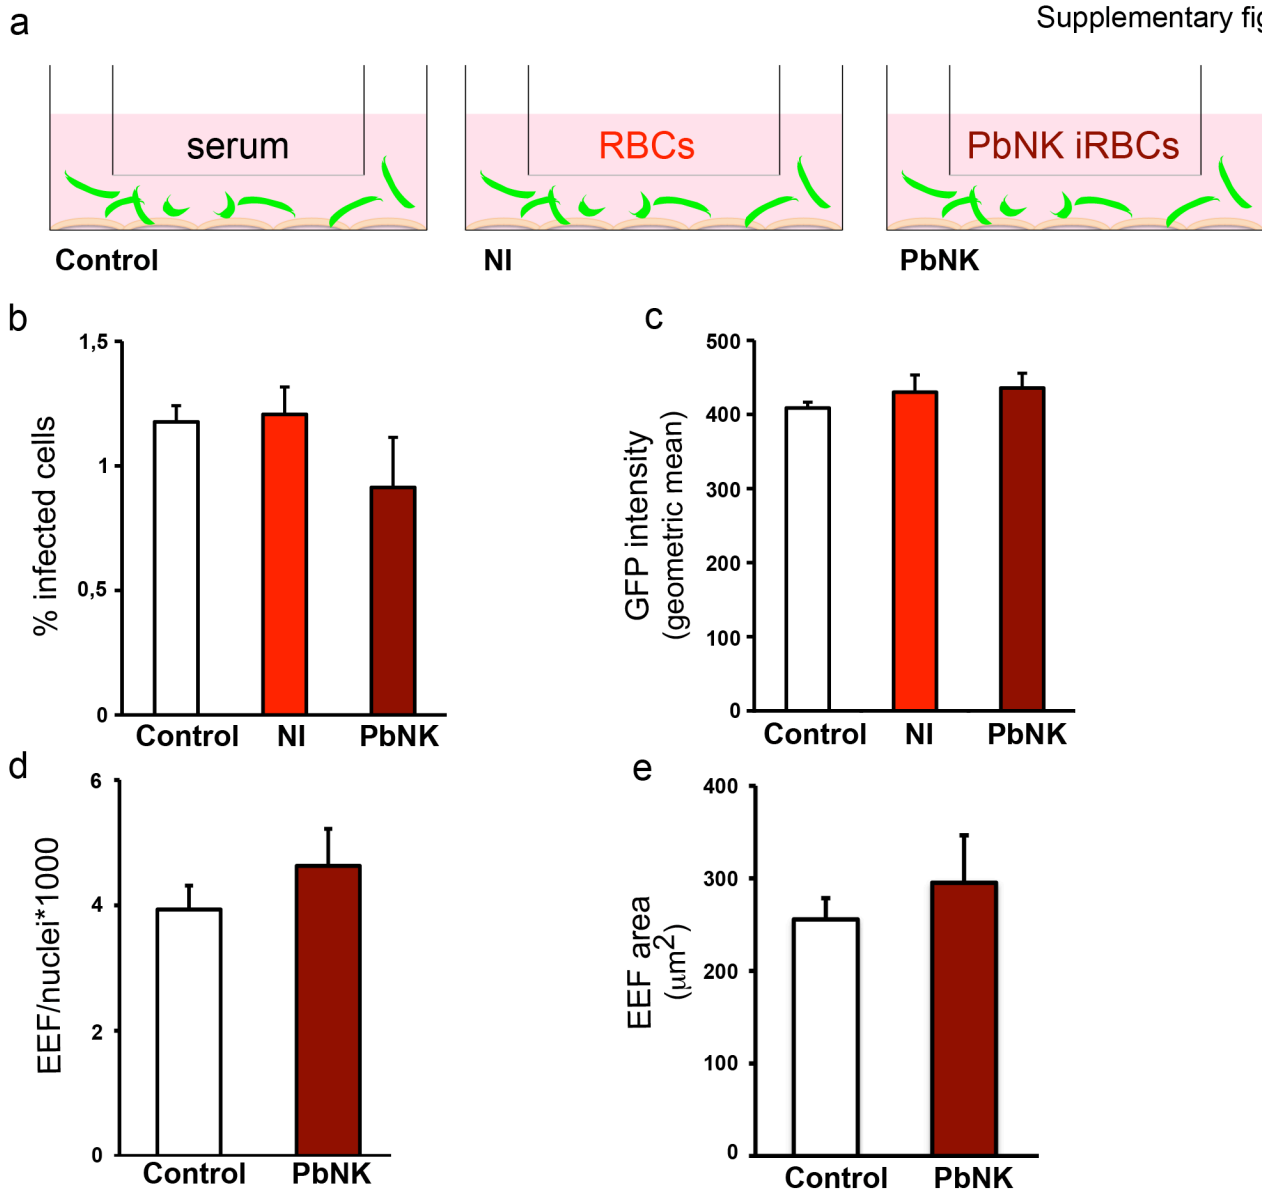 a
Supplementary fig
serum
RBCs
PbNK iRBCs
Control
NI
PbNK
b
1,5
1
0,5
0
% infected cells
Control
NI
PbNK
c
500
400
300
200
100
0
GFP intensity
(geometric mean)
Control
NI
PbNK
d
6
4
2
0
EEF/nuclei*1000
Control
PbNK
e
400
300
200
100
0
EEF area
(µm²)
Control
PbNK